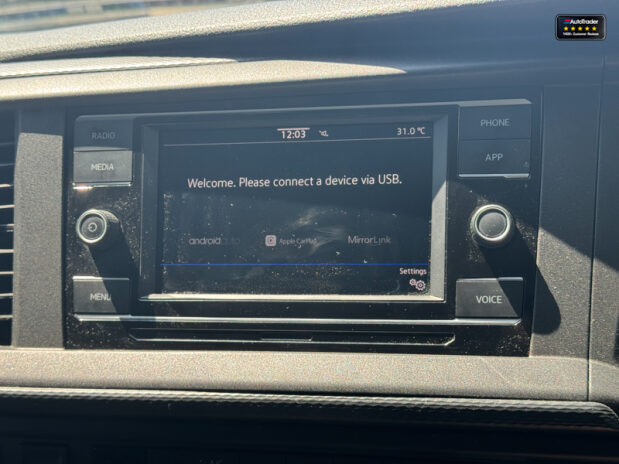 AutoTrader
RADIO
MEDIA
MENU
12:03
31.0 °C
Welcome. Please connect a device via USB.
androidauto
Apple CarPlay
MirrorLink
Settings
PHONE
APP
VOICE